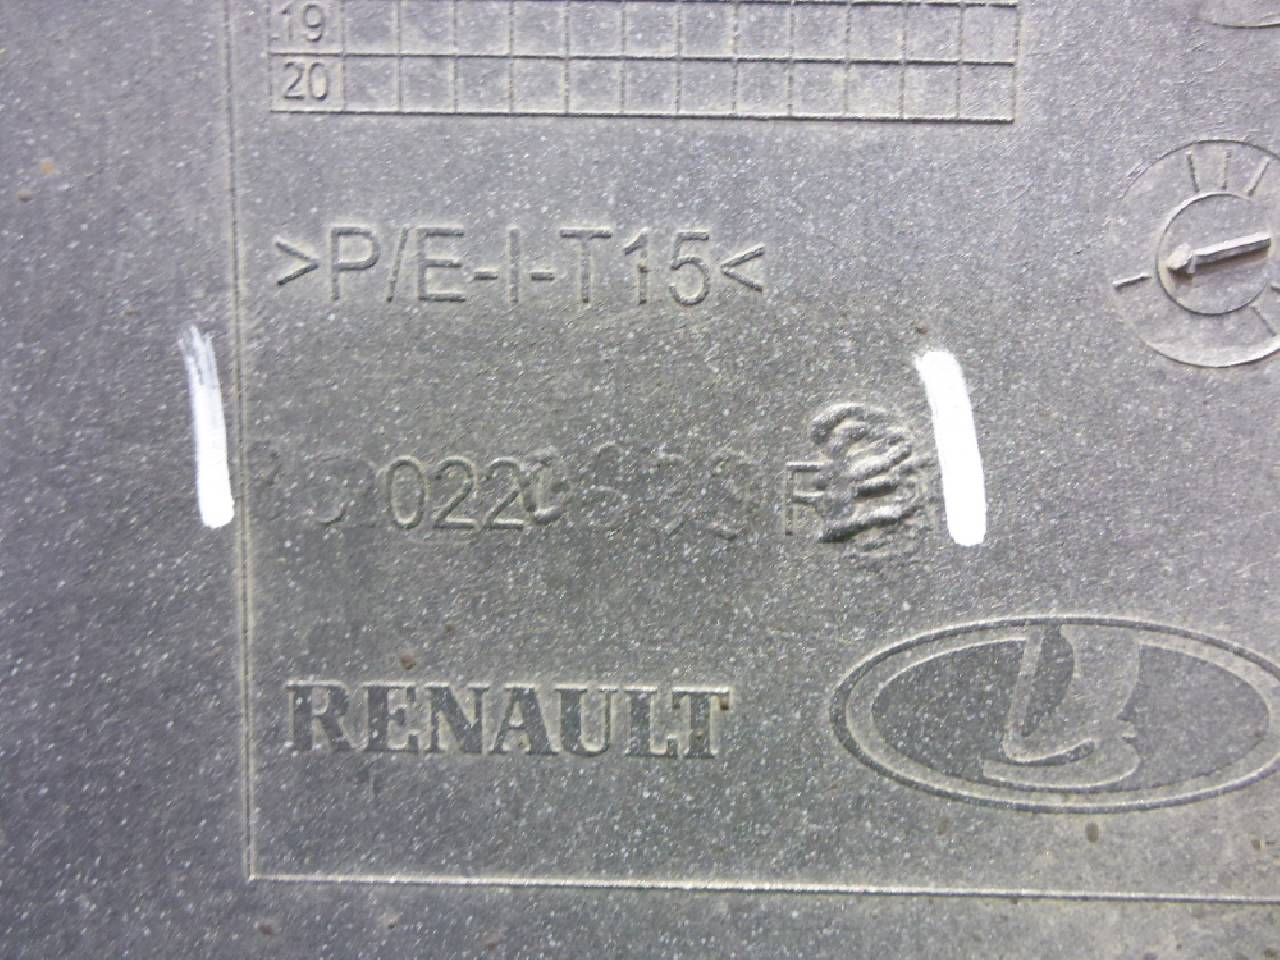 19
20
>P/E-I-T15<
RENAULT